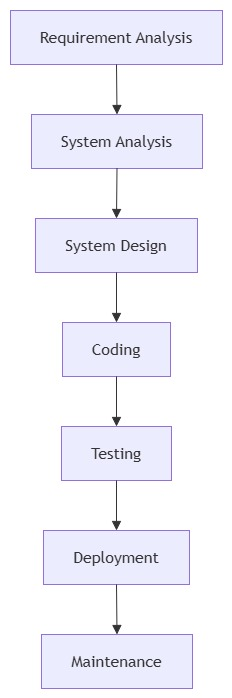 Requirement Analysis
System Analysis
System Design
Coding
Testing
Deployment
Maintenance